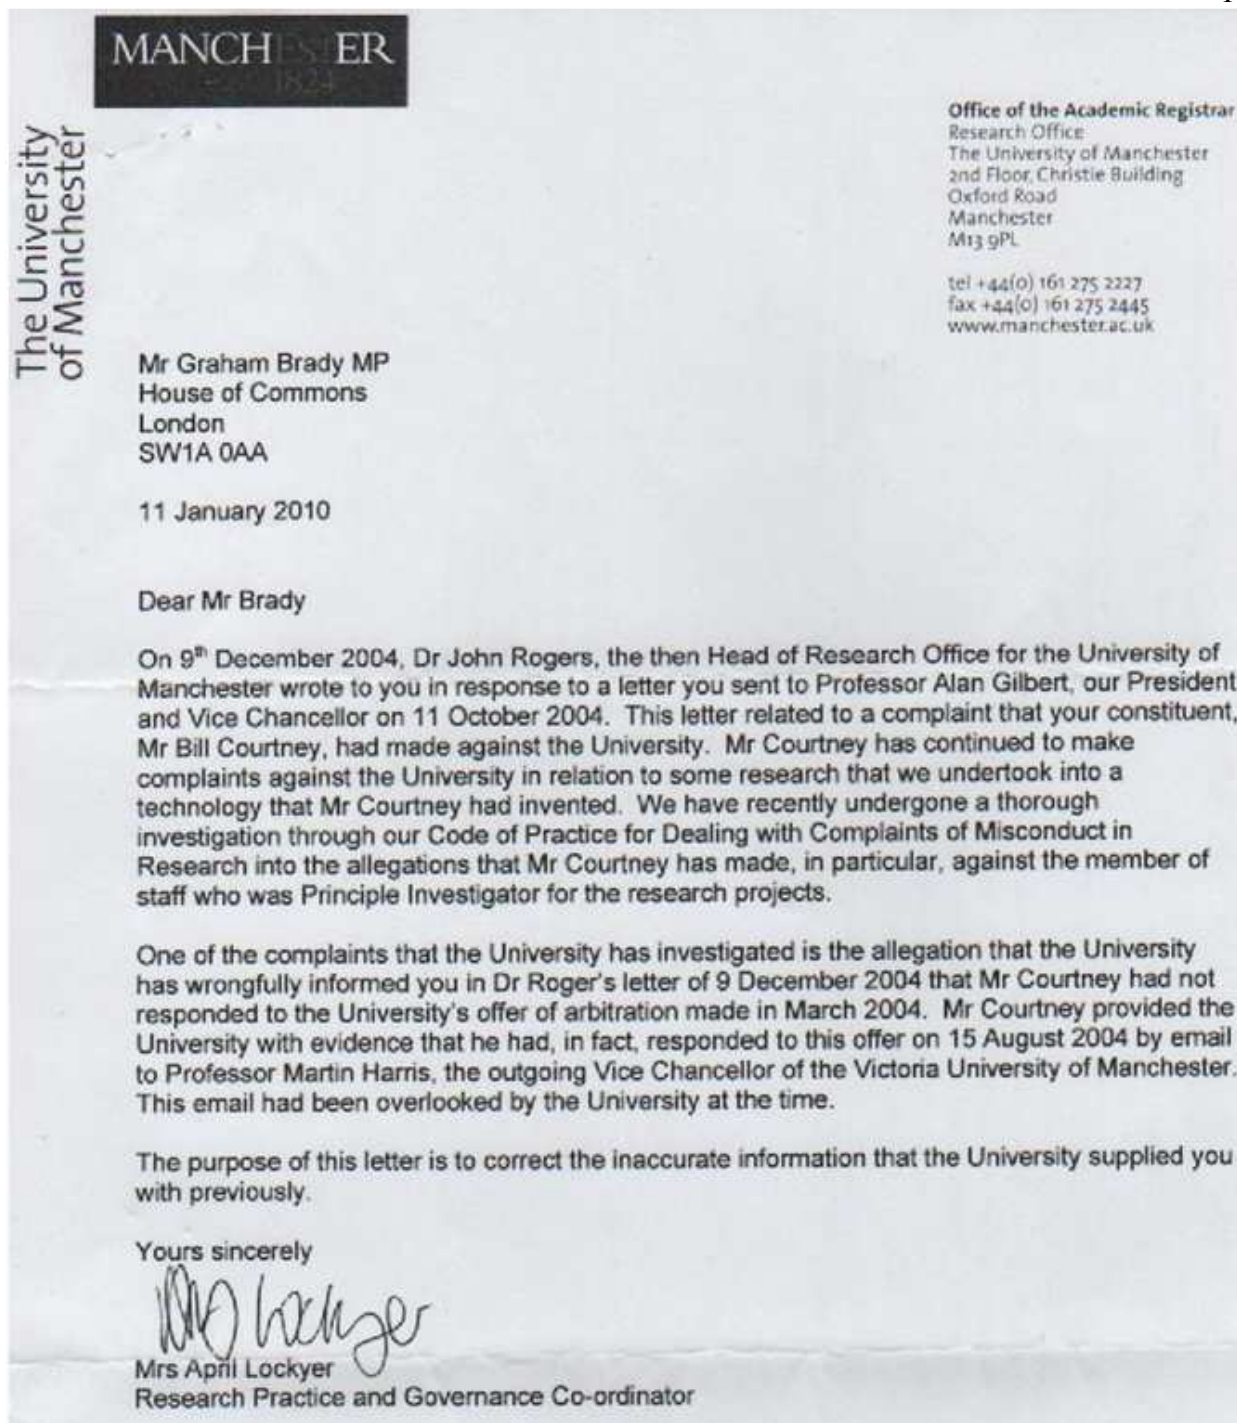 MANCHESTER
1824
The University
of Manchester
Office of the Academic Registrar
Research Office
The University of Manchester
2nd Floor, Christie Building
Oxford Road
Manchester
M13 9PL
tel +44(0) 161 275 2227
fax +44(0) 161 275 2445
www.manchester.ac.uk
Mr Graham Brady MP
House of Commons
London
SW1A 0AA
11 January 2010
Dear Mr Brady
On 9th December 2004, Dr John Rogers, the then Head of Research Office for the University of
Manchester wrote to you in response to a letter you sent to Professor Alan Gilbert, our President
and Vice Chancellor on 11 October 2004. This letter related to a complaint that your constituent,
Mr Bill Courtney, had made against the University. Mr Courtney has continued to make
complaints against the University in relation to some research that we undertook into a
technology that Mr Courtney had invented. We have recently undergone a thorough
investigation through our Code of Practice for Dealing with Complaints of Misconduct in
Research into the allegations that Mr Courtney has made, in particular, against the member of
staff who was Principle Investigator for the research projects.
One of the complaints that the University has investigated is the allegation that the University
has wrongfully informed you in Dr Roger's letter of 9 December 2004 that Mr Courtney had not
responded to the University's offer of arbitration made in March 2004. Mr Courtney provided the
University with evidence that he had, in fact, responded to this offer on 15 August 2004 by email
to Professor Martin Harris, the outgoing Vice Chancellor of the Victoria University of Manchester.
This email had been overlooked by the University at the time.
The purpose of this letter is to correct the inaccurate information that the University supplied you
with previously.
Yours sincerely
Lockyer
Mrs April Lockyer
Research Practice and Governance Co-ordinator